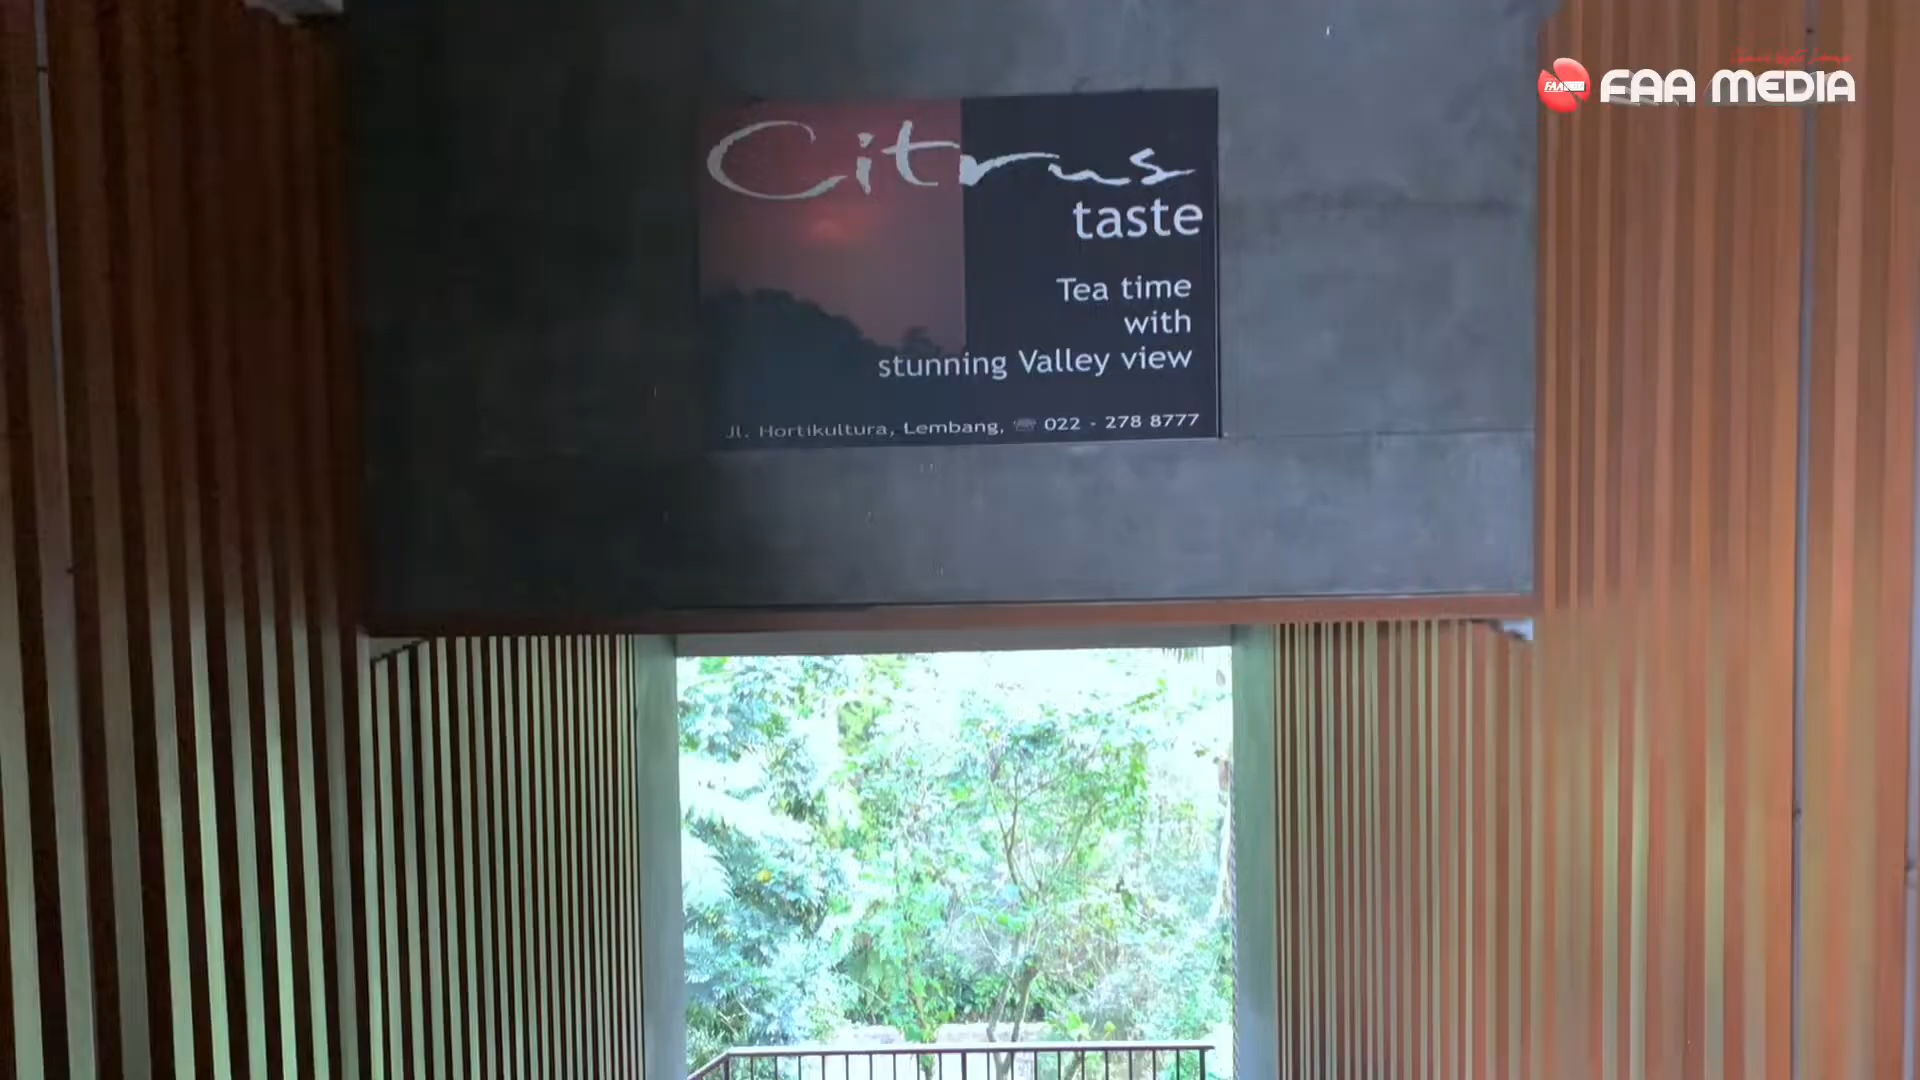 FAA MEDIA
Citrus
taste
Tea time
with
stunning Valley view
Jl. Hortikultura, Lembang, ☏ 022 - 278 8777